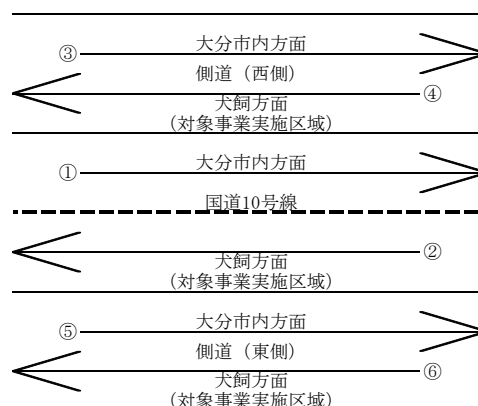 大分市内方面
③
側道（西側）
④
犬飼方面
（対象事業実施区域）
大分市内方面
①
国道10号線
②
犬飼方面
（対象事業実施区域）
大分市内方面
⑤
側道（東側）
⑥
犬飼方面
（対象事業実施区域）